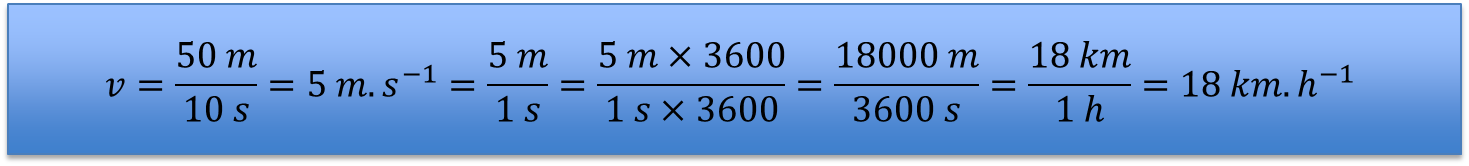 v = 50 m / 10 s = 5 m.s⁻¹ = 5 m / 1 s = 5 m × 3600 / 1 s × 3600 = 18000 m / 3600 s = 18 km / 1 h = 18 km.h⁻¹